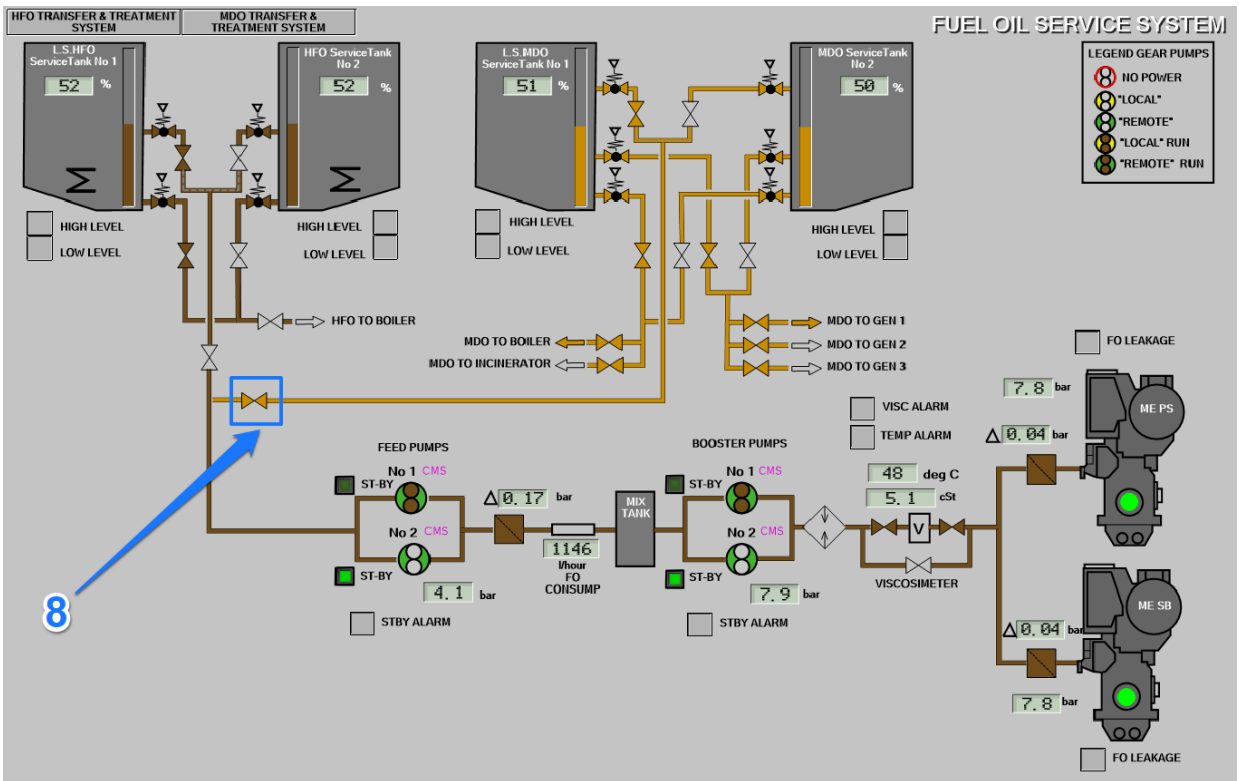 HFO TRANSFER & TREATMENT
SYSTEM
MDO TRANSFER &
TREATMENT SYSTEM
FUEL OIL SERVICE SYSTEM
L.S.HFO
ServiceTank No 1
52 %
HFO ServiceTank
No 2
52 %
L.S.MDO
ServiceTank No 1
51 %
MDO ServiceTank
No 2
50 %
LEGEND GEAR PUMPS
NO POWER
"LOCAL"
"REMOTE"
"LOCAL" RUN
"REMOTE" RUN
M
M
HIGH LEVEL
LOW LEVEL
HIGH LEVEL
LOW LEVEL
HIGH LEVEL
LOW LEVEL
HIGH LEVEL
LOW LEVEL
HFO TO BOILER
MDO TO BOILER
MDO TO INCINERATOR
MDO TO GEN 1
MDO TO GEN 2
MDO TO GEN 3
FO LEAKAGE
7.8 bar
ME PS
VISC ALARM
TEMP ALARM
Δ 0.04 bar
FEED PUMPS
No 1 CMS
ST-BY
No 2 CMS
ST-BY
4.1 bar
STBY ALARM
Δ 0.17 bar
1146
l/hour
FO
CONSUMP
MIX
TANK
BOOSTER PUMPS
No 1 CMS
ST-BY
No 2 CMS
ST-BY
7.9 bar
STBY ALARM
48 deg C
5.1 cSt
V
VISCOSIMETER
ME SB
Δ 0.04 bar
7.8 bar
FO LEAKAGE
8